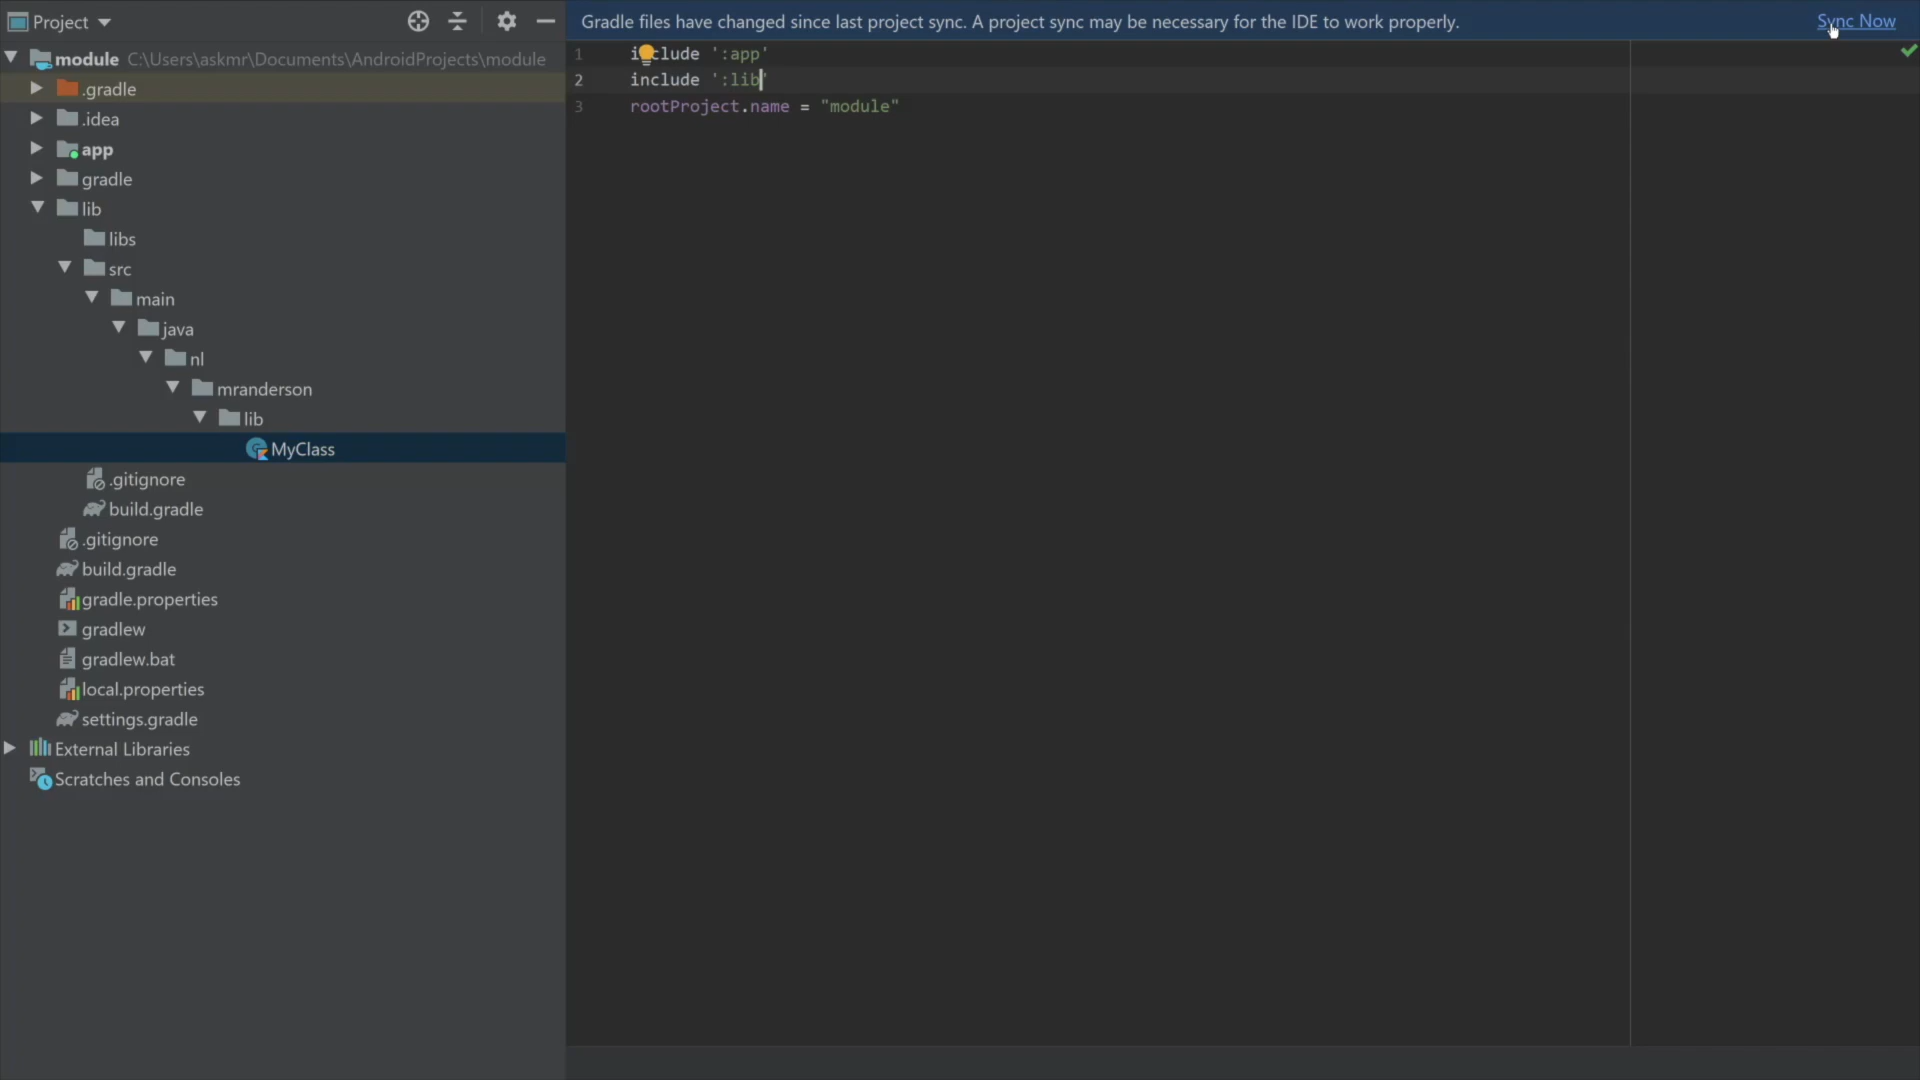 Project
module C:\Users\askmr\Documents\AndroidProjects\module
.gradle
.idea
app
gradle
lib
libs
src
main
java
nl
mranderson
lib
MyClass
.gitignore
build.gradle
.gitignore
build.gradle
gradle.properties
gradlew
gradlew.bat
local.properties
settings.gradle
External Libraries
Scratches and Consoles
Gradle files have changed since last project sync. A project sync may be necessary for the IDE to work properly. Sync Now
1 include ':app'
2 include ':lib'
3 rootProject.name = "module"